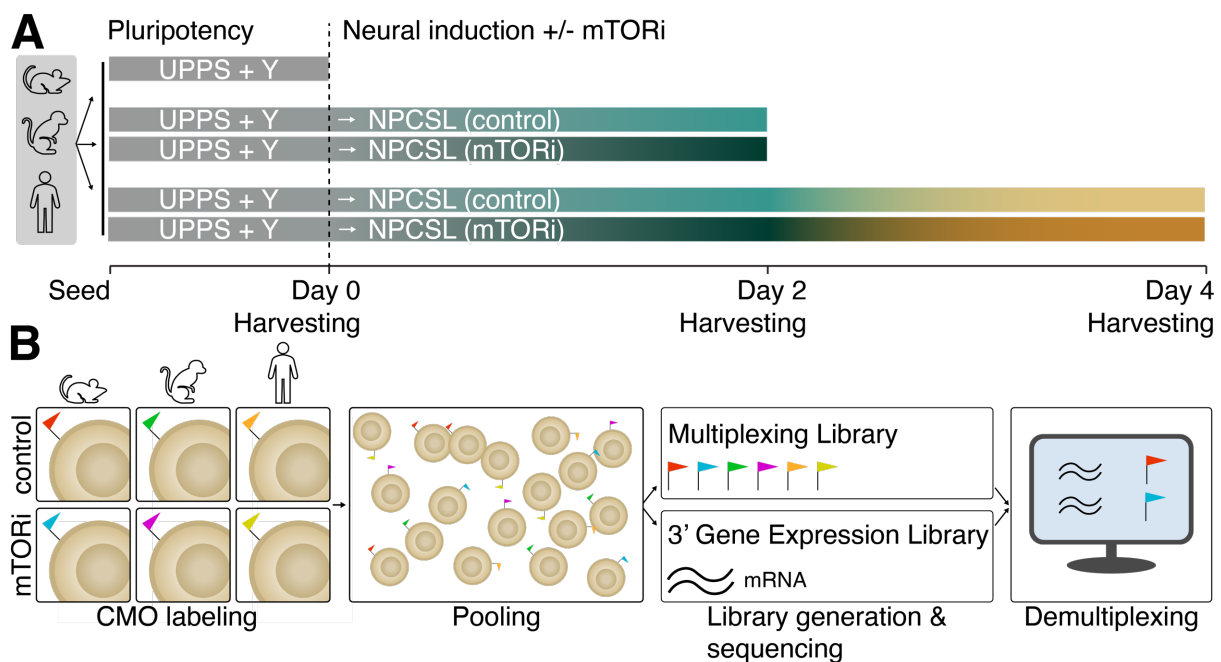 A
Pluripotency
Neural induction +/- mTORi
UPPS + Y
UPPS + Y → NPCSL (control)
UPPS + Y → NPCSL (mTORi)
UPPS + Y → NPCSL (control)
UPPS + Y → NPCSL (mTORi)
Seed
Day 0
Harvesting
Day 2
Harvesting
Day 4
Harvesting
B
control
mTORi
CMO labeling
Pooling
Multiplexing Library
3' Gene Expression Library
mRNA
Library generation &
sequencing
Demultiplexing